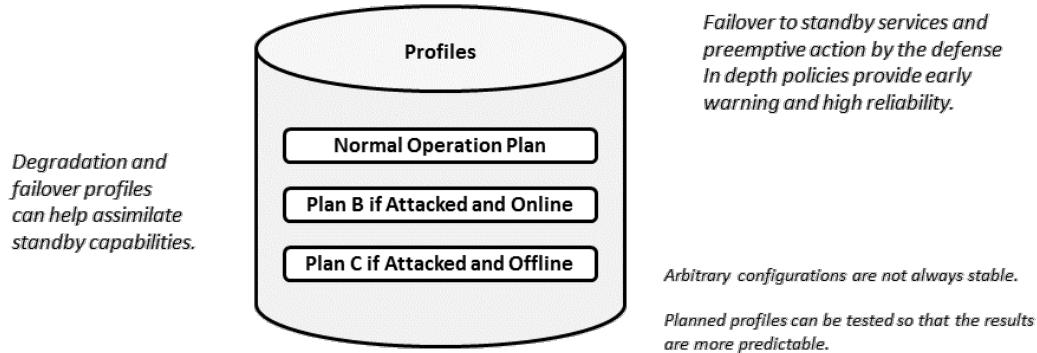 Profiles
Normal Operation Plan
Plan B if Attacked and Online
Plan C if Attacked and Offline
Degradation and
failover profiles
can help assimilate
standby capabilities.
Failover to standby services and
preemptive action by the defense
In depth policies provide early
warning and high reliability.
Arbitrary configurations are not always stable.
Planned profiles can be tested so that the results
are more predictable.